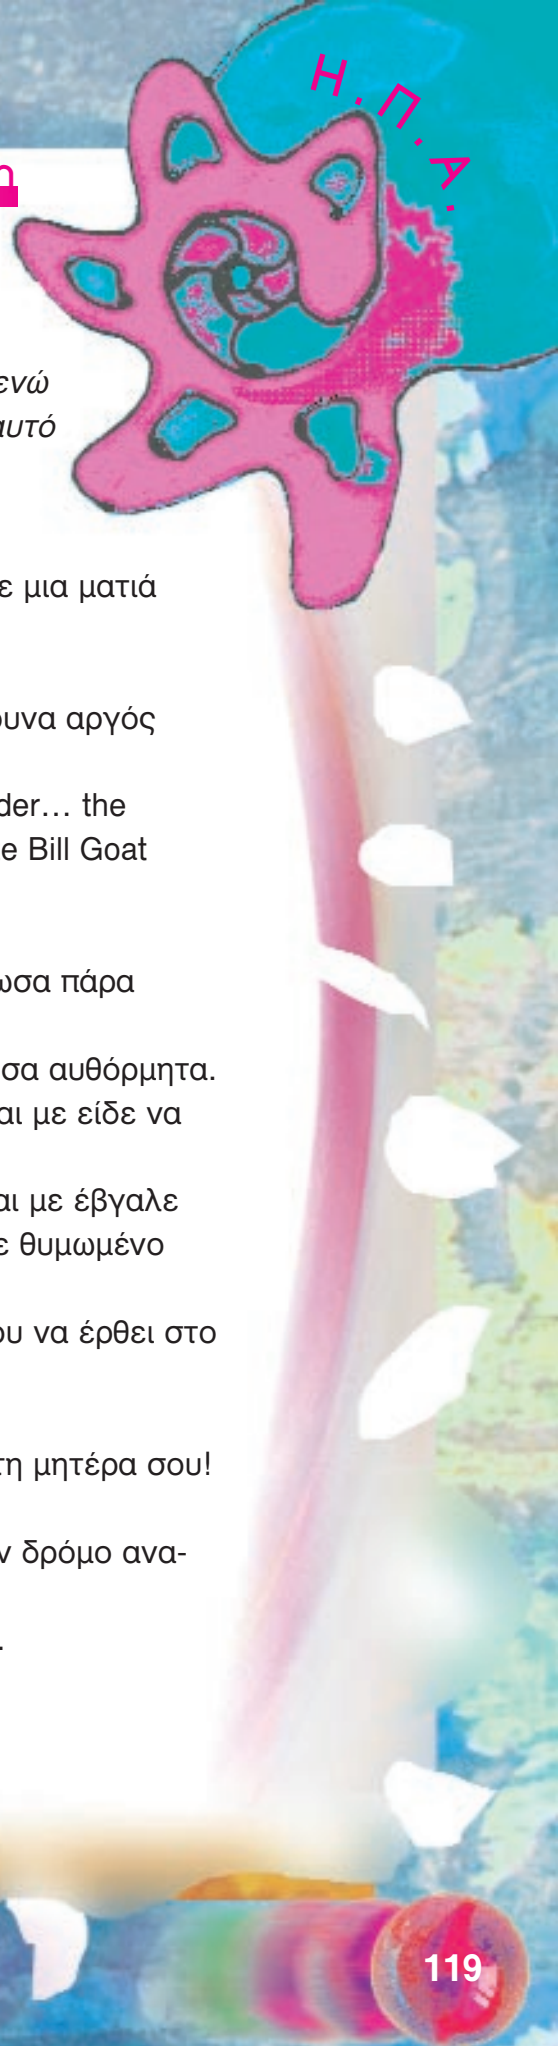 Η.Π.Α.
ενώ
αυτό
ε μια ματιά
ουνα αργός
der… the
e Bill Goat
ωσα πάρα
σα αυθόρμητα.
αι με είδε να
αι με έβγαλε
ε θυμωμένο
ου να έρθει στο
τη μητέρα σου!
ν δρόμο ανα-
.
119